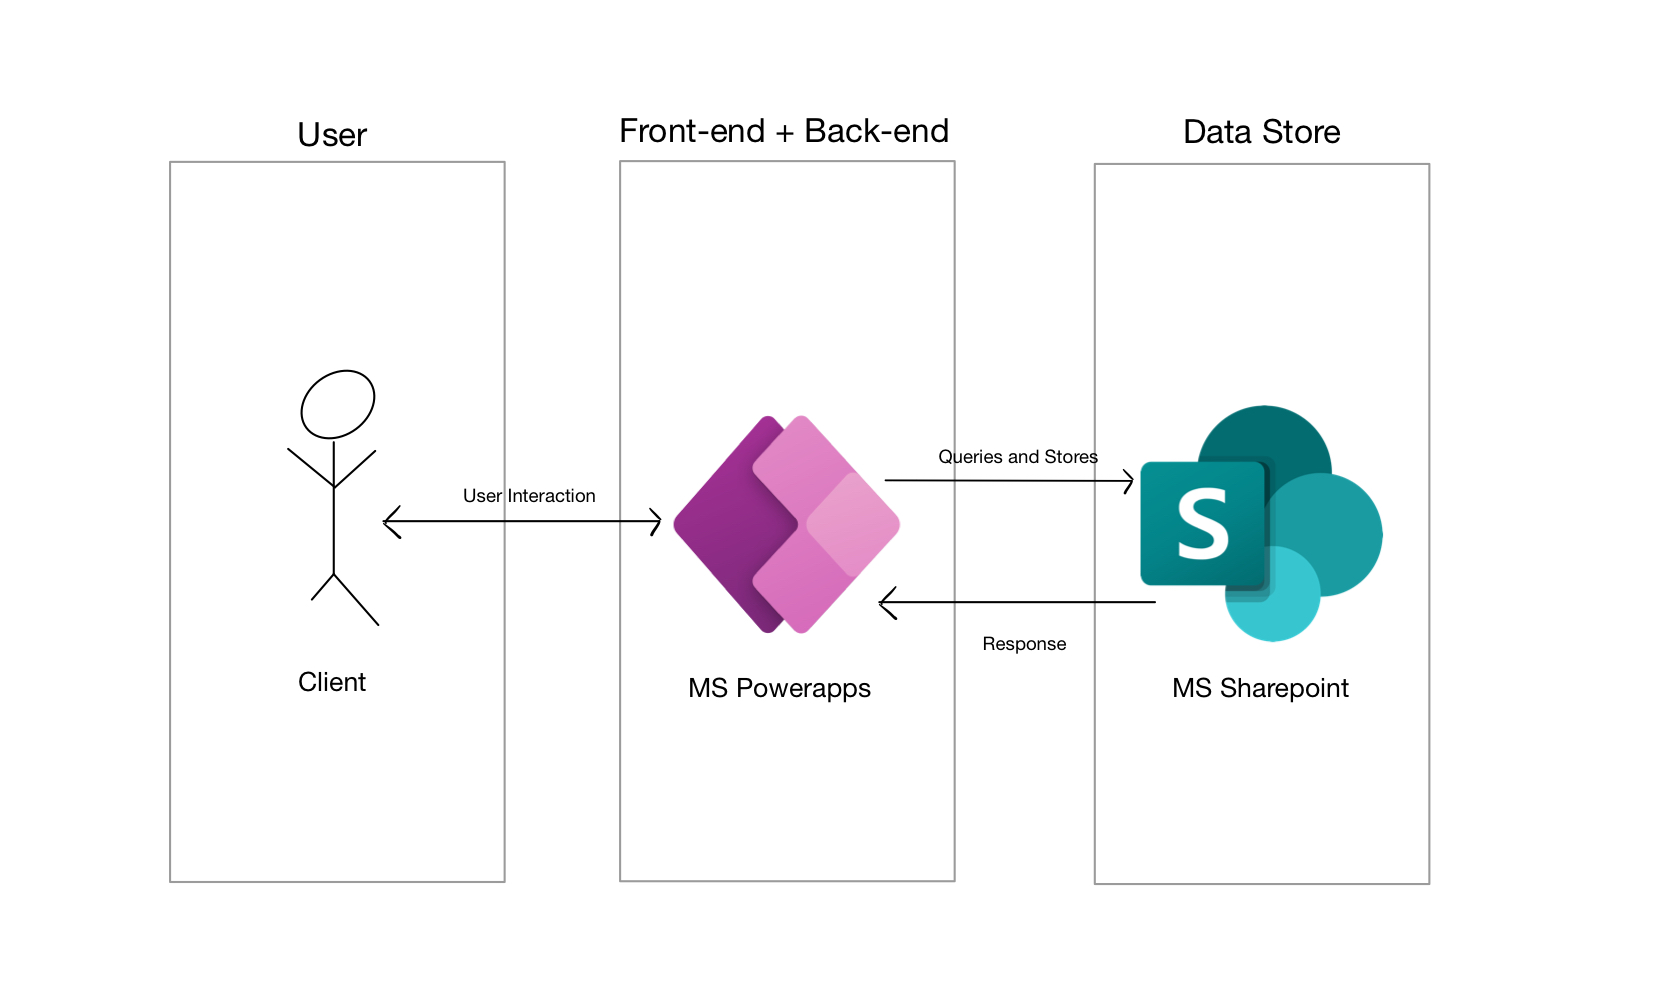 User
Front-end + Back-end
Data Store
User Interaction
Queries and Stores
S
Response
Client
MS Powerapps
MS Sharepoint